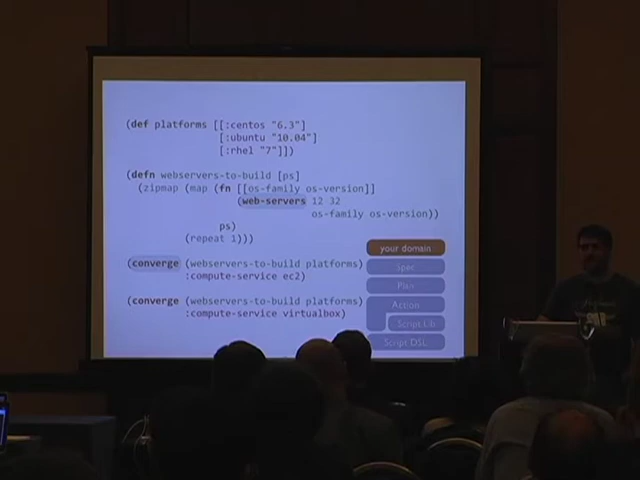 (def platforms [[:centos "6.3"]
[:ubuntu "10.04"]
[:rhel "7"]])
(defn webservers-to-build [ps]
(zipmap (map (fn [[os-family os-version]]
(web-servers 12 32
os-family os-version))
ps)
(repeat 1)))
(converge (webservers-to-build platforms)
:compute-service ec2)
(converge (webservers-to-build platforms)
:compute-service virtualbox)
your domain
Spec
Plan
Action
Script Lib
Script DSL